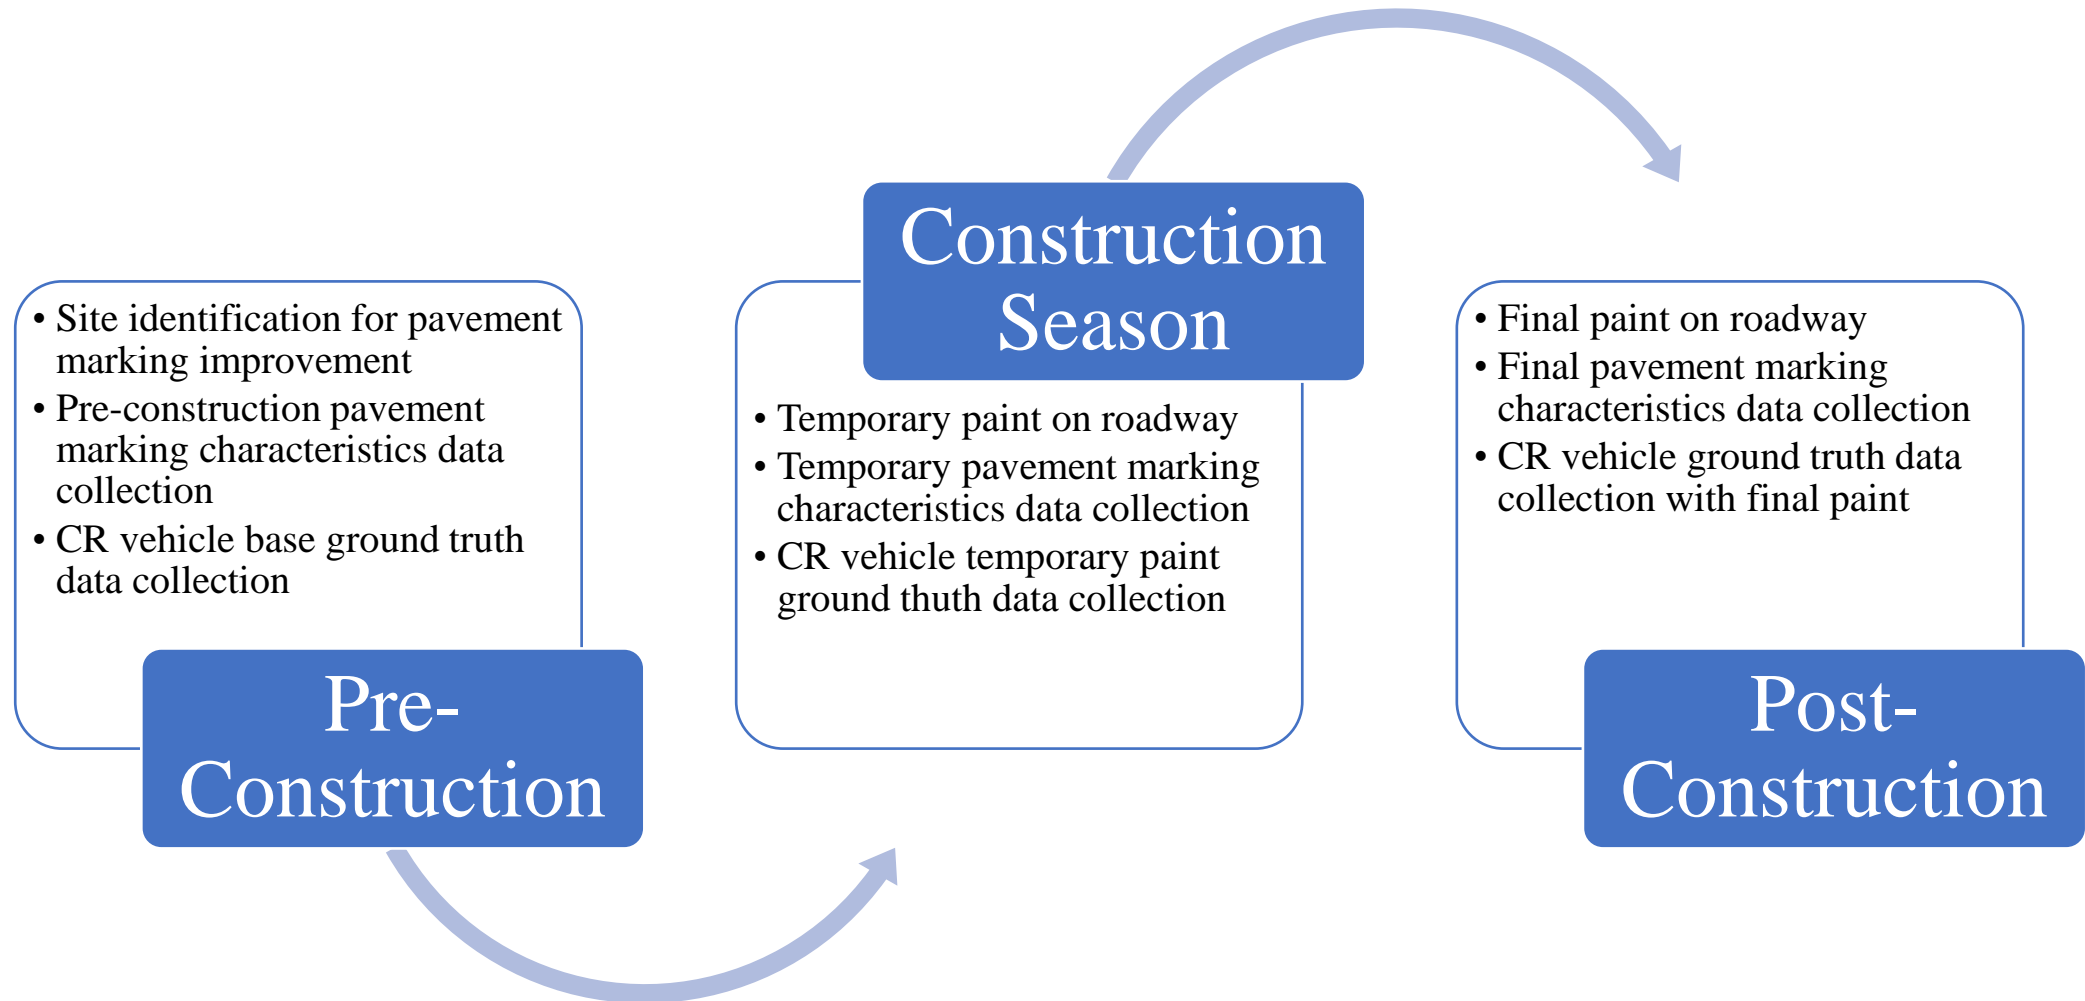 • Site identification for pavement
marking improvement
• Pre-construction pavement
marking characteristics data
collection
• CR vehicle base ground truth
data collection
Pre-
Construction
Construction
Season
• Temporary paint on roadway
• Temporary pavement marking
characteristics data collection
• CR vehicle temporary paint
ground thuth data collection
• Final paint on roadway
• Final pavement marking
characteristics data collection
• CR vehicle ground truth data
collection with final paint
Post-
Construction